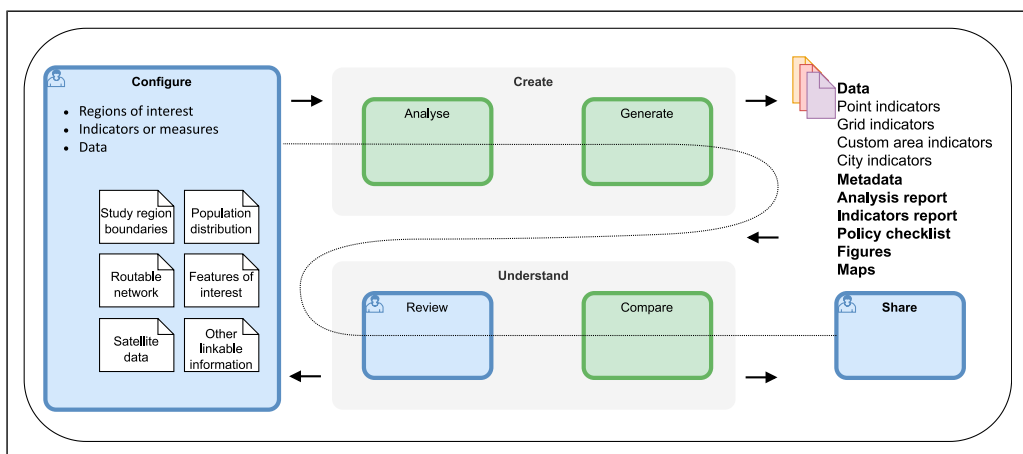 Configure
Regions of interest
Indicators or measures
Data
Study region
boundaries
Population
distribution
Routable
network
Features of
interest
Satellite
data
Other
linkable
information
Create
Analyse
Generate
Data
Point indicators
Grid indicators
Custom area indicators
City indicators
Metadata
Analysis report
Indicators report
Policy checklist
Figures
Maps
Understand
Review
Compare
Share